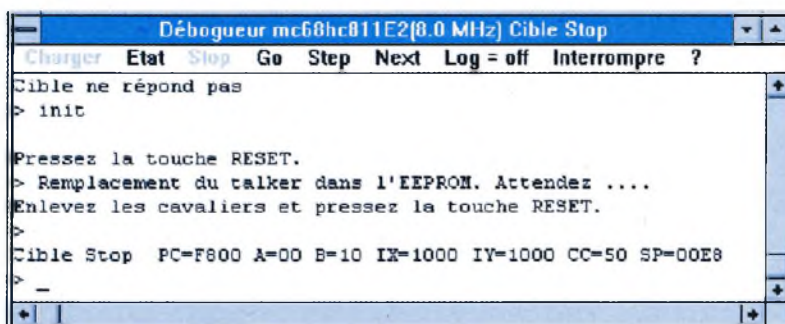 Débogueur mc68hc811E2(8.0 MHz) Cible Stop
Charger Etat Stop Go Step Next Log = off Interrompre ?
Cible ne répond pas
> init
Pressez la touche RESET.
> Remplacement du talker dans l'EEPROM. Attendez ....
Enlevez les cavaliers et pressez la touche RESET.
>
Cible Stop PC=F800 A=00 B=10 IX=1000 IY=1000 CC=50 SP=00E8
> _